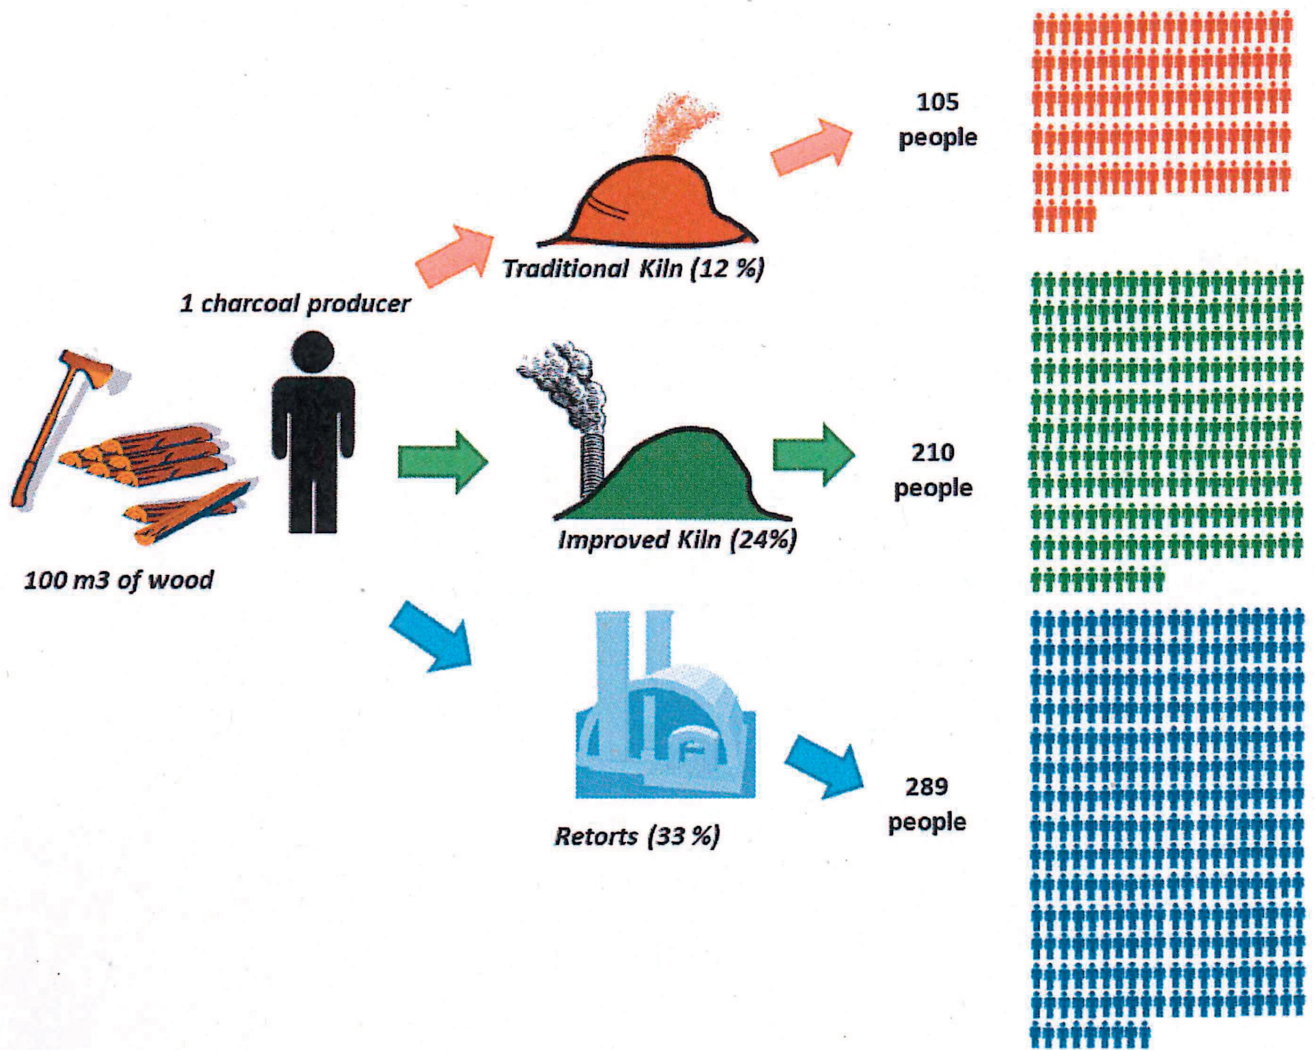 105
people
Traditional Kiln (12 %)
1 charcoal producer
210
people
Improved Kiln (24%)
100 m3 of wood
289
people
Retorts (33 %)